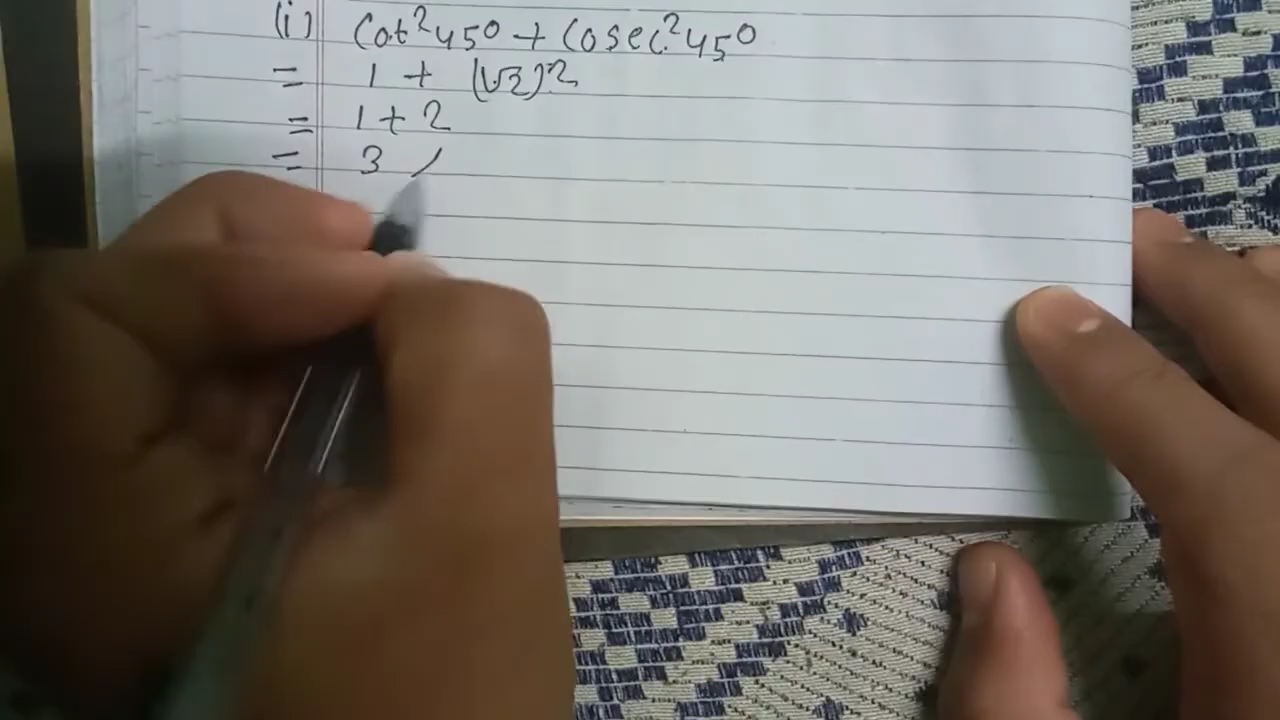 (i) Cot²45° + Cosec²45°
= 1 + (√2)²
= 1 + 2
= 3